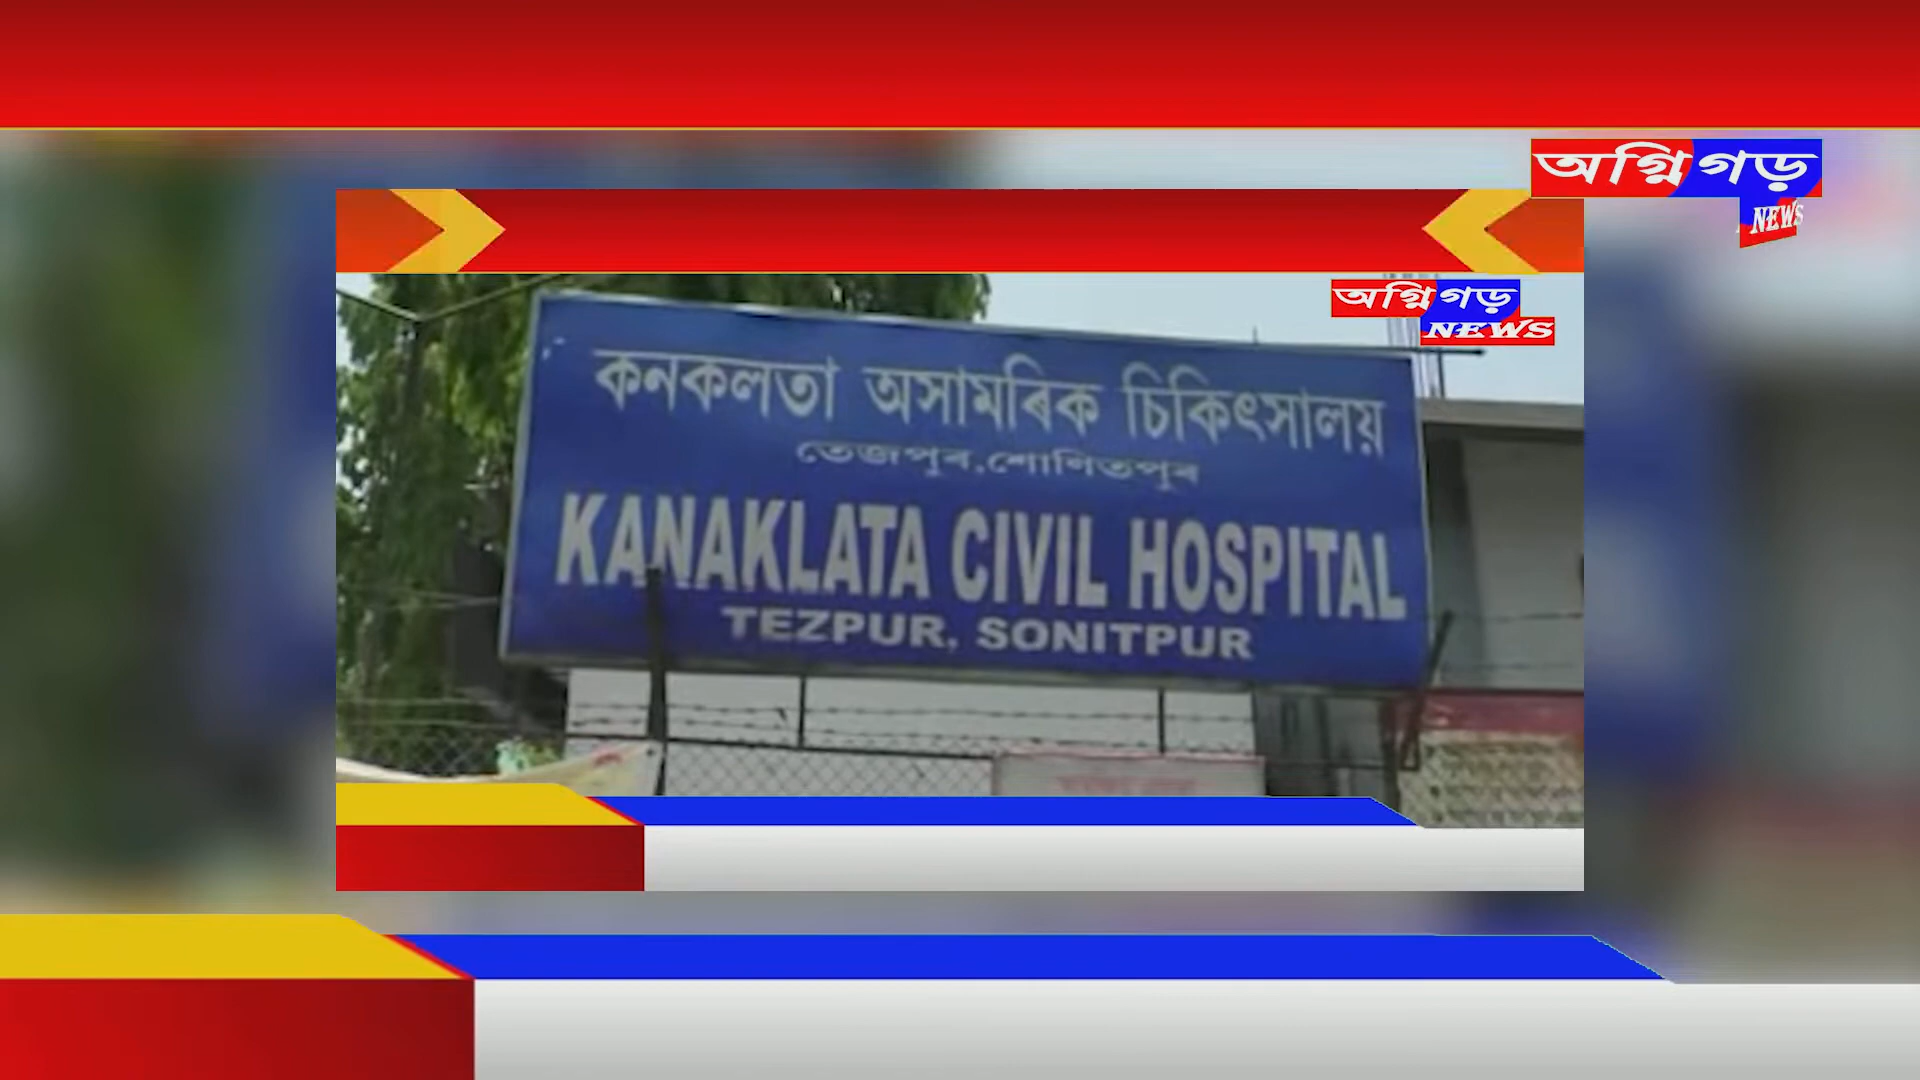 অগ্নিগড়
NEWS
অগ্নিগড়
NEWS
কনকলতা অসামৰিক চিকিৎসালয়
তেজপুৰ,শোণিতপুৰ
KANAKLATA CIVIL HOSPITAL
TEZPUR, SONITPUR